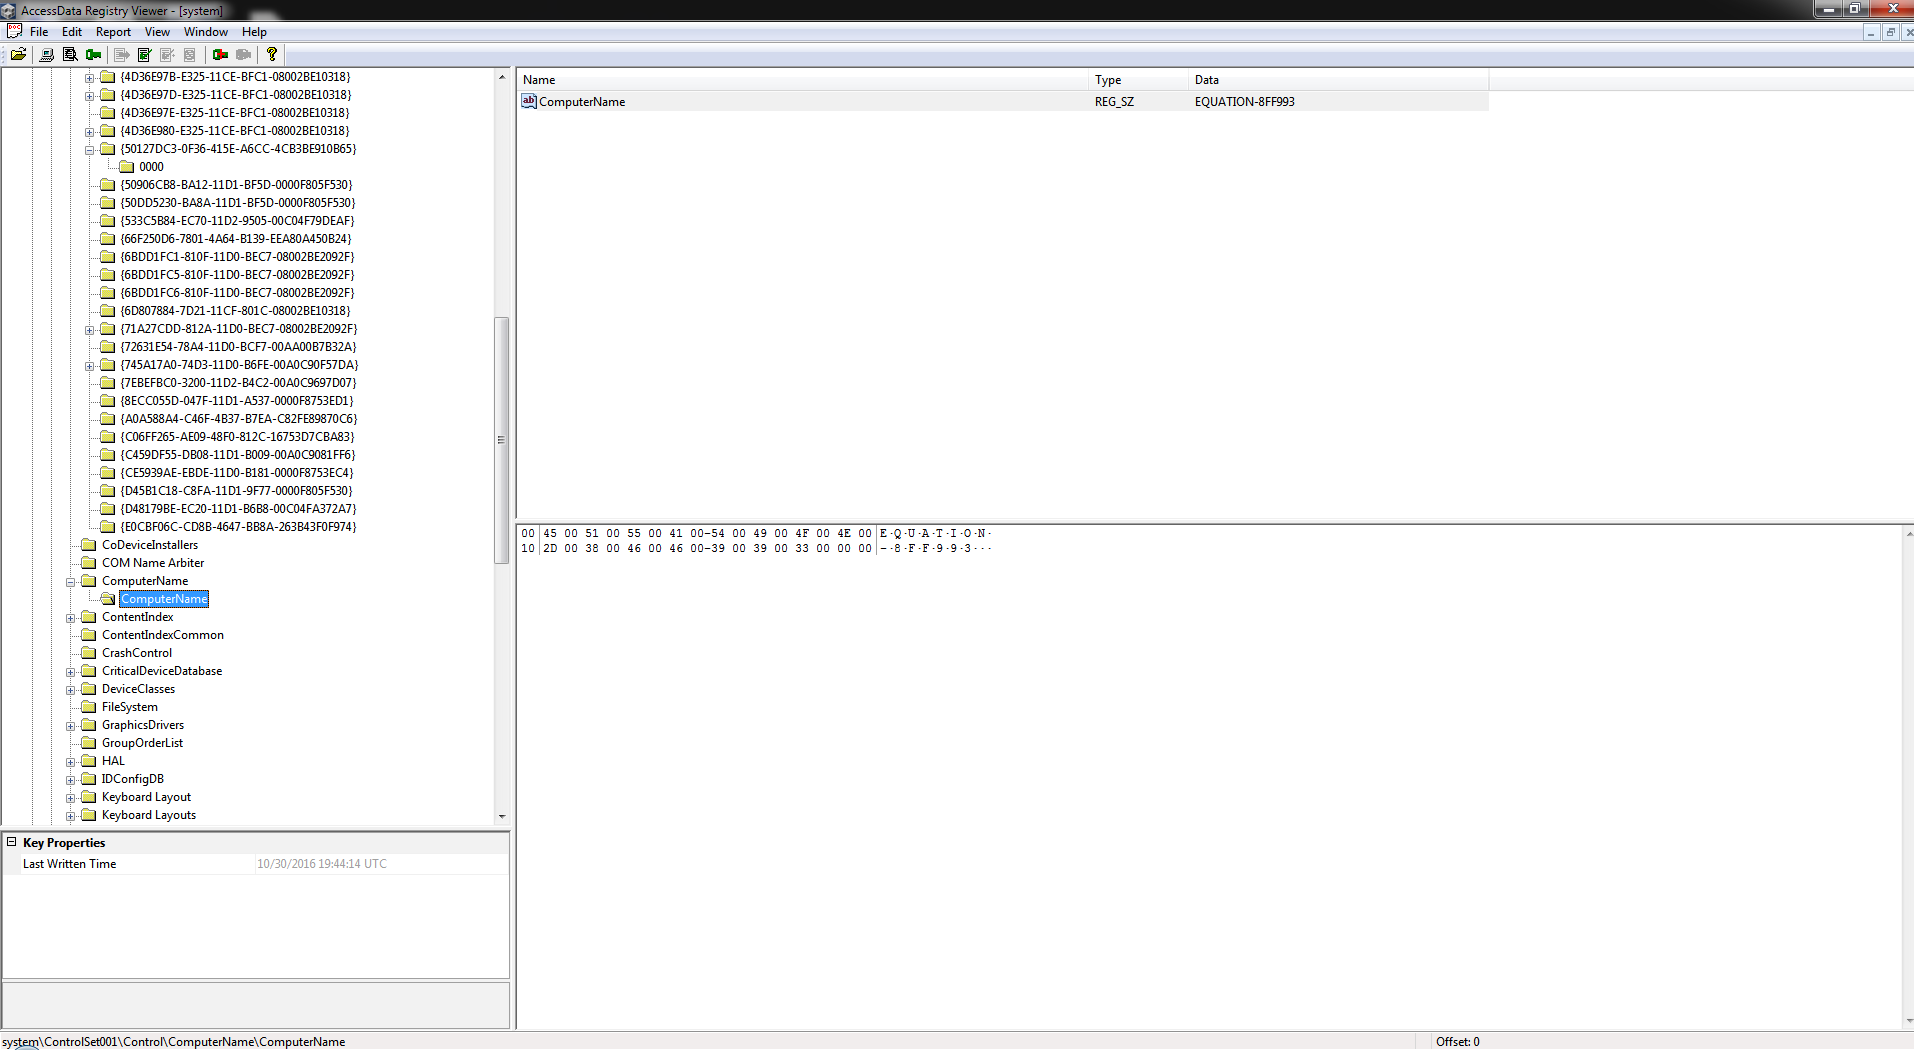 AccessData Registry Viewer - [system]
File Edit Report View Window Help
{4D36E97B-E325-11CE-BFC1-08002BE10318}
{4D36E97D-E325-11CE-BFC1-08002BE10318}
{4D36E97E-E325-11CE-BFC1-08002BE10318}
{4D36E980-E325-11CE-BFC1-08002BE10318}
{50127DC3-0F36-415E-A6CC-4CB3BE910B65}
0000
{50906CB8-BA12-11D1-BF5D-0000F805F530}
{50DD5230-BA8A-11D1-BF5D-0000F805F530}
{533C5B84-EC70-11D2-9505-00C04F79DEAF}
{66F250D6-7801-4A64-B139-EEA80A450B24}
{6BDD1FC1-810F-11D0-BEC7-08002BE2092F}
{6BDD1FC5-810F-11D0-BEC7-08002BE2092F}
{6BDD1FC6-810F-11D0-BEC7-08002BE2092F}
{6D807884-7D21-11CF-801C-08002BE10318}
{71A27CDD-812A-11D0-BEC7-08002BE2092F}
{72631E54-78A4-11D0-BCF7-00AA00B7B32A}
{745A17A0-74D3-11D0-B6FE-00A0C90F57DA}
{7EBEFBC0-3200-11D2-B4C2-00A0C9697D07}
{8ECC055D-047F-11D1-A537-0000F8753ED1}
{A0A588A4-C46F-4B37-B7EA-C82FE89870C6}
{C06FF265-AE09-48F0-812C-16753D7CBA83}
{C459DF55-DB08-11D1-B009-00A0C9081FF6}
{CE5939AE-EBDE-11D0-B181-0000F8753EC4}
{D45B1C18-C8FA-11D1-9F77-0000F805F530}
{D48179BE-EC20-11D1-B6B8-00C04FA372A7}
{E0CBF06C-CD8B-4647-BB8A-263B43F0F974}
CoDeviceInstallers
COM Name Arbiter
ComputerName
ComputerName
ContentIndex
ContentIndexCommon
CrashControl
CriticalDeviceDatabase
DeviceClasses
FileSystem
GraphicsDrivers
GroupOrderList
HAL
IDConfigDB
Keyboard Layout
Keyboard Layouts
Key Properties
Last Written Time 10/30/2016 19:44:14 UTC
Name Type Data
ab ComputerName REG_SZ EQUATION-8FF993
00 45 00 51 00 55 00 41 00-54 00 49 00 4F 00 4E 00 E·Q·U·A·T·I·O·N·
10 2D 00 38 00 46 00 46 00-39 00 39 00 33 00 00 00 -·8·F·F·9·9·3···
system\ControlSet001\Control\ComputerName\ComputerName
Offset: 0